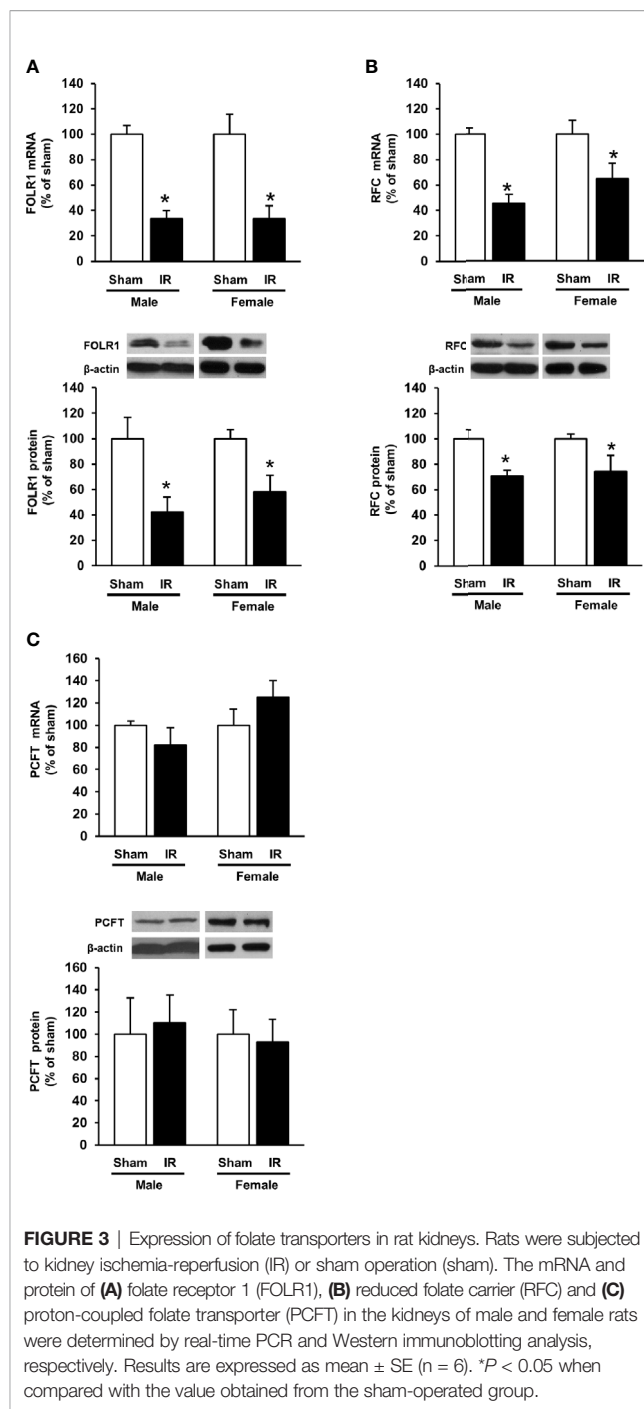 A
FOLR1 mRNA
(% of sham)
140
120
100
80
60
40
20
0
*
*
Sham IR Sham IR
Male Female
FOLR1
β-actin
FOLR1 protein
(% of sham)
140
120
100
80
60
40
20
0
*
*
Sham IR Sham IR
Male Female
B
RFC mRNA
(% of sham)
140
120
100
80
60
40
20
0
*
*
Sham IR Sham IR
Male Female
RFC
β-actin
RFC protein
(% of sham)
140
120
100
80
60
40
20
0
*
*
Sham IR Sham IR
Male Female
C
PCFT mRNA
(% of sham)
160
140
120
100
80
60
40
20
0
Sham IR Sham IR
Male Female
PCFT
β-actin
PCFT protein
(% of sham)
160
140
120
100
80
60
40
20
0
Sham IR Sham IR
Male Female
FIGURE 3 | Expression of folate transporters in rat kidneys. Rats were subjected
to kidney ischemia-reperfusion (IR) or sham operation (sham). The mRNA and
protein of (A) folate receptor 1 (FOLR1), (B) reduced folate carrier (RFC) and (C)
proton-coupled folate transporter (PCFT) in the kidneys of male and female rats
were determined by real-time PCR and Western immunoblotting analysis,
respectively. Results are expressed as mean ± SE (n = 6). *P < 0.05 when
compared with the value obtained from the sham-operated group.